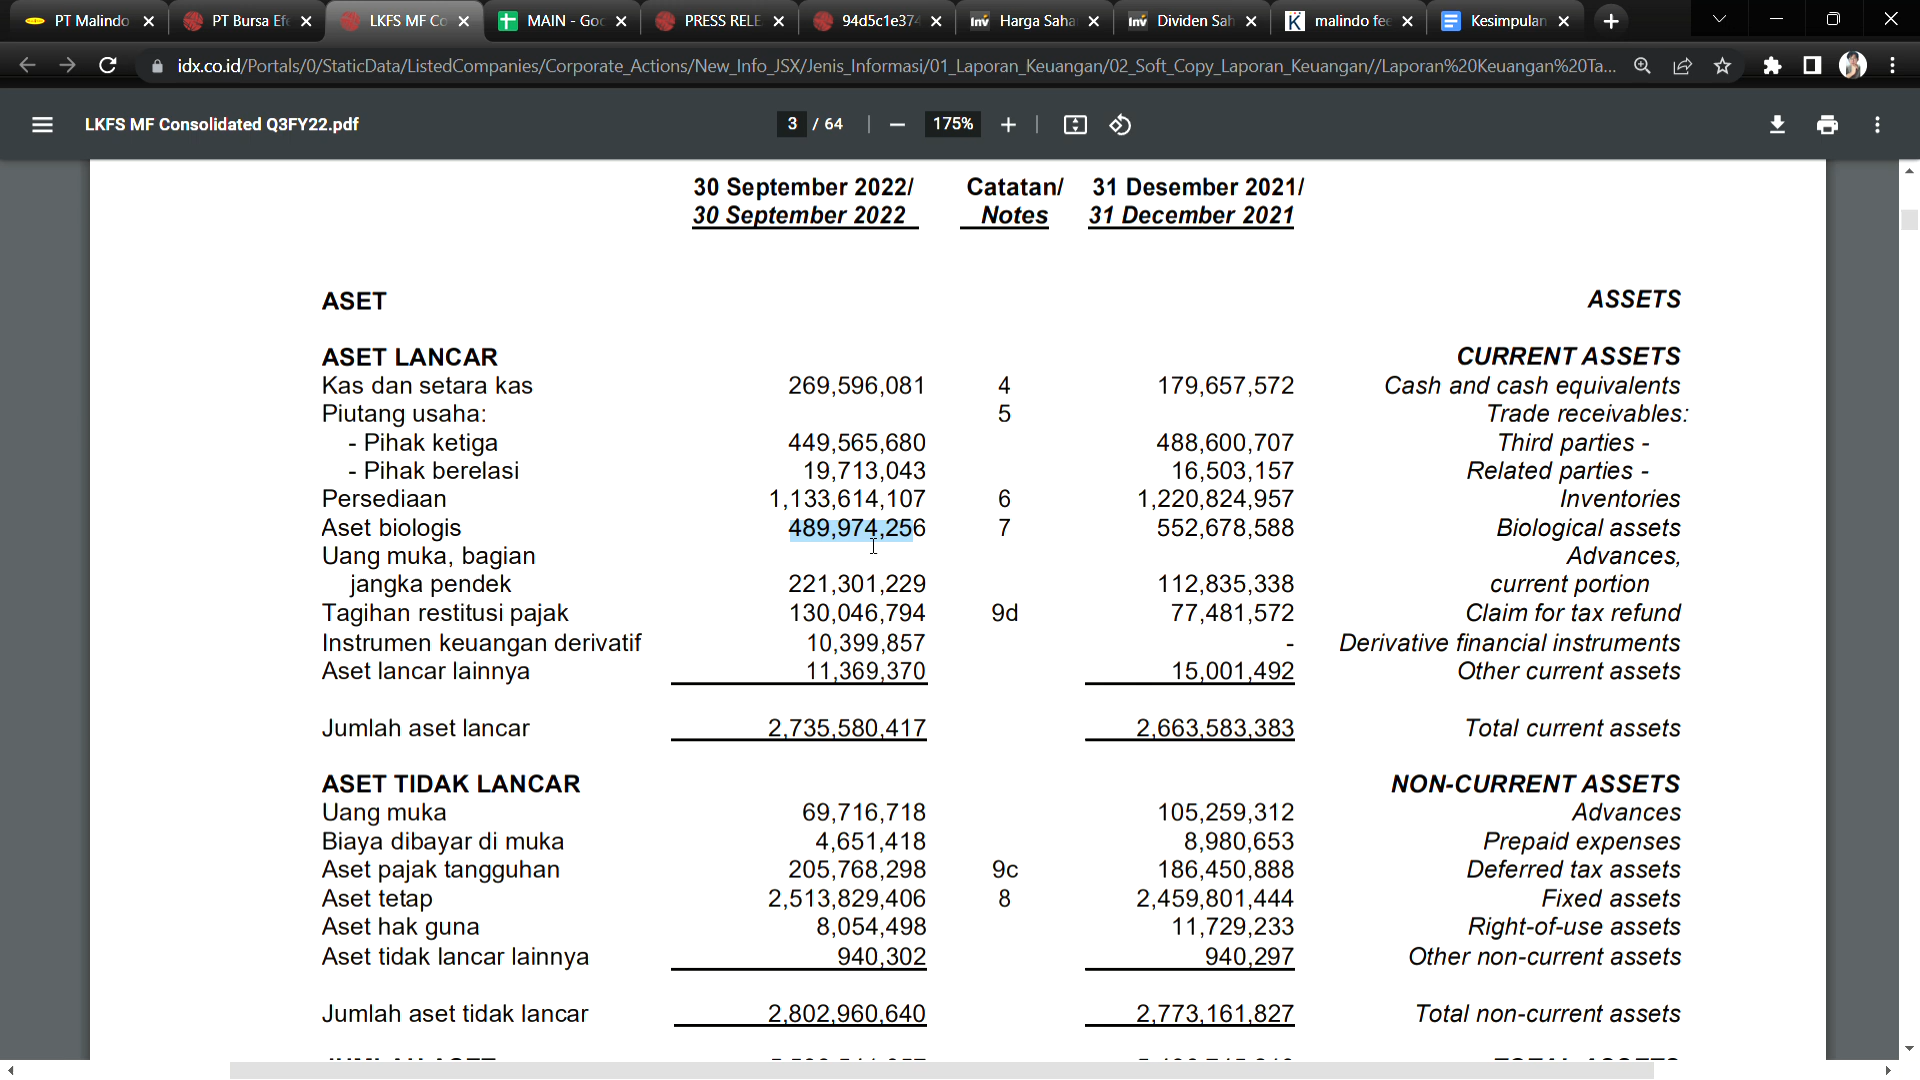 PT Malindo
PT Bursa Efe
LKFS MF Co
MAIN - Goo
PRESS RELE
94d5c1e374
Harga Saha
Dividen Sah
malindo fee
Kesimpulan
idx.co.id/Portals/0/StaticData/ListedCompanies/Corporate_Actions/New_Info_JSX/Jenis_Informasi/01_Laporan_Keuangan/02_Soft_Copy_Laporan_Keuangan//Laporan%20Keuangan%20Ta...
LKFS MF Consolidated Q3FY22.pdf 3 / 64 175%
30 September 2022/ Catatan/ 31 Desember 2021/
30 September 2022 Notes 31 December 2021
ASET ASSETS
ASET LANCAR CURRENT ASSETS
Kas dan setara kas 269,596,081 4 179,657,572 Cash and cash equivalents
Piutang usaha: 5 Trade receivables:
- Pihak ketiga 449,565,680 488,600,707 Third parties -
- Pihak berelasi 19,713,043 16,503,157 Related parties -
Persediaan 1,133,614,107 6 1,220,824,957 Inventories
Aset biologis 489,974,256 7 552,678,588 Biological assets
Uang muka, bagian Advances,
jangka pendek 221,301,229 112,835,338 current portion
Tagihan restitusi pajak 130,046,794 9d 77,481,572 Claim for tax refund
Instrumen keuangan derivatif 10,399,857 - Derivative financial instruments
Aset lancar lainnya 11,369,370 15,001,492 Other current assets
Jumlah aset lancar 2,735,580,417 2,663,583,383 Total current assets
ASET TIDAK LANCAR NON-CURRENT ASSETS
Uang muka 69,716,718 105,259,312 Advances
Biaya dibayar di muka 4,651,418 8,980,653 Prepaid expenses
Aset pajak tangguhan 205,768,298 9c 186,450,888 Deferred tax assets
Aset tetap 2,513,829,406 8 2,459,801,444 Fixed assets
Aset hak guna 8,054,498 11,729,233 Right-of-use assets
Aset tidak lancar lainnya 940,302 940,297 Other non-current assets
Jumlah aset tidak lancar 2,802,960,640 2,773,161,827 Total non-current assets